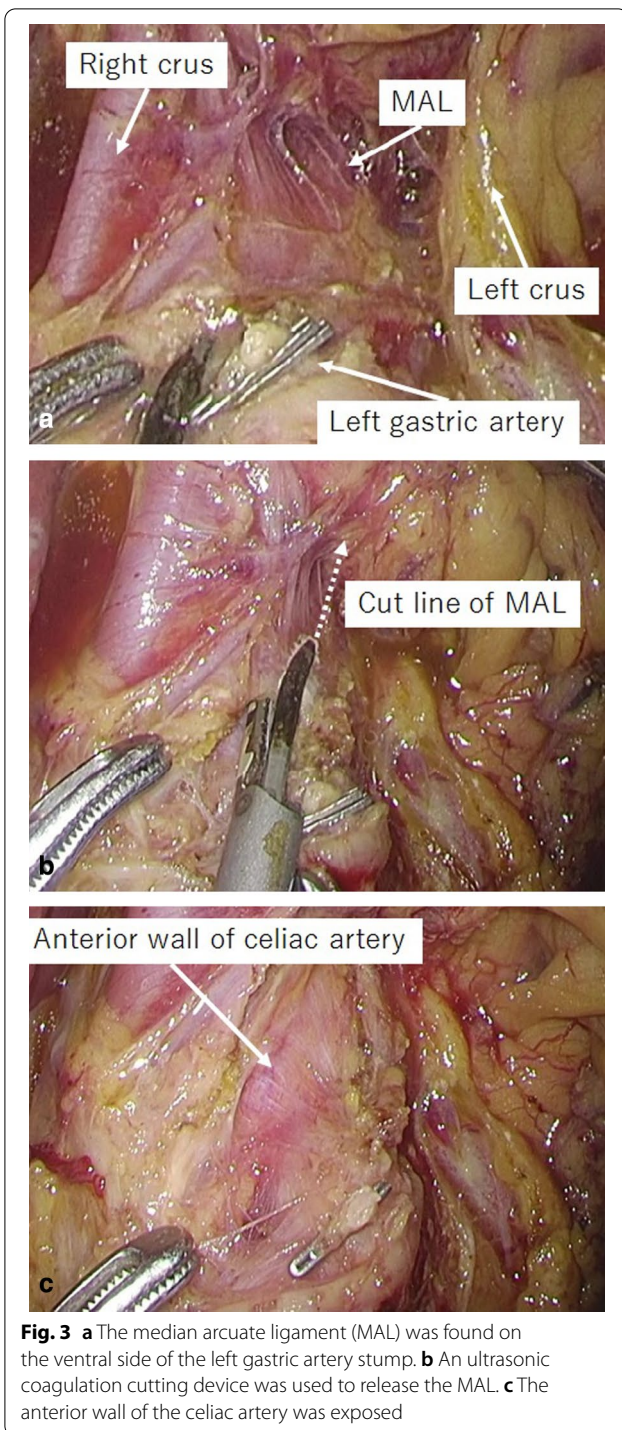 Right crus
MAL
Left crus
Left gastric artery
a
Cut line of MAL
b
Anterior wall of celiac artery
c
Fig. 3 a The median arcuate ligament (MAL) was found on
the ventral side of the left gastric artery stump. b An ultrasonic
coagulation cutting device was used to release the MAL. c The
anterior wall of the celiac artery was exposed